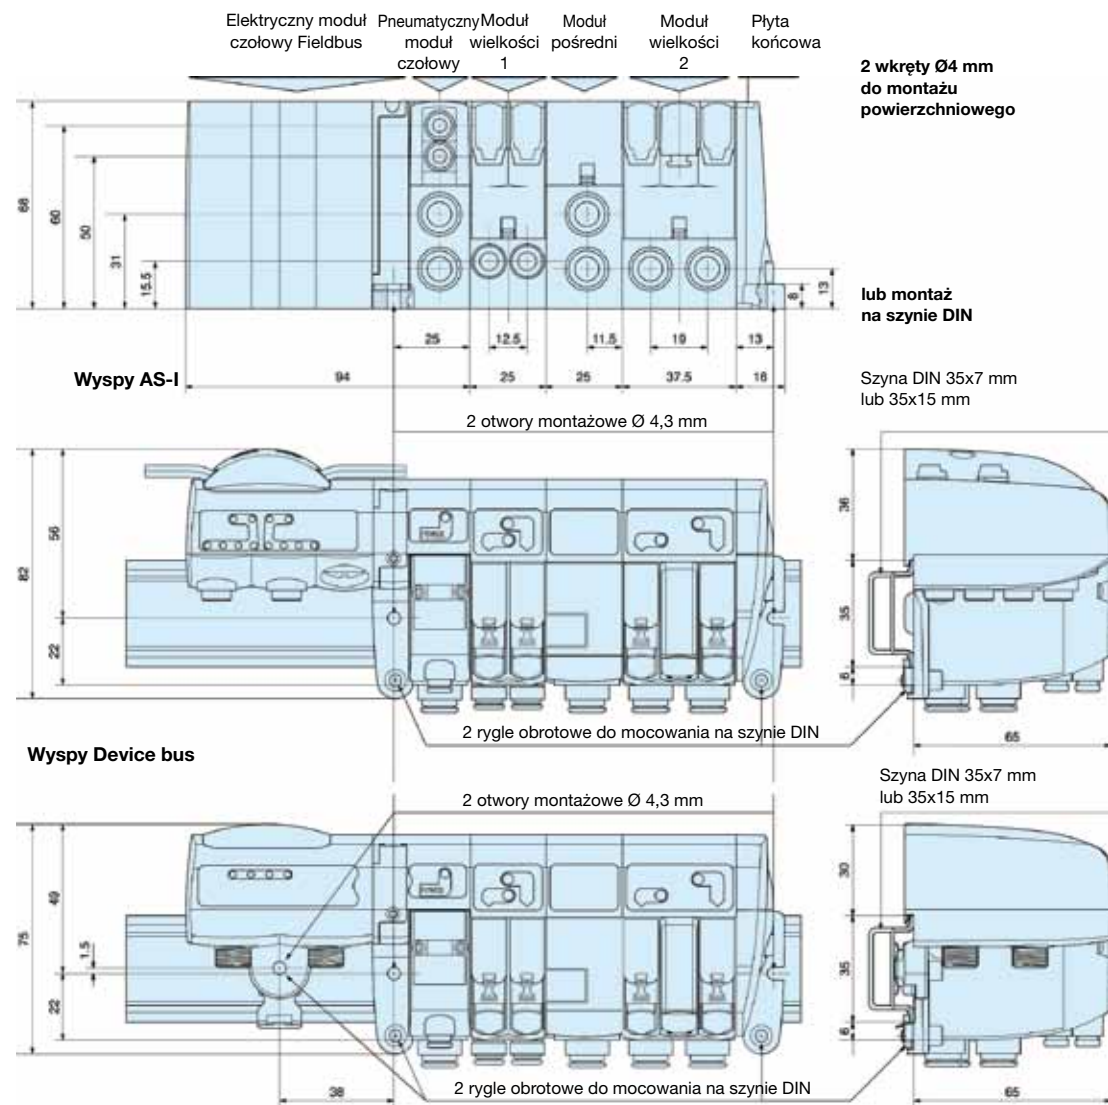 Elektryczny moduł
czołowy Fieldbus
Pneumatyczny
moduł
czołowy
Moduł
wielkości
1
Moduł
pośredni
Moduł
wielkości
2
Płyta
końcowa
2 wkręty Ø4 mm
do montażu
powierzchniowego
68
60
50
31
15.5
8
13
lub montaż
na szynie DIN
25
12.5
11.5
19
13
Wyspy AS-I
94
25
25
37.5
16
Szyna DIN 35x7 mm
lub 35x15 mm
2 otwory montażowe Ø 4,3 mm
82
56
22
36
35
6
2 rygle obrotowe do mocowania na szynie DIN
65
Wyspy Device bus
Szyna DIN 35x7 mm
lub 35x15 mm
2 otwory montażowe Ø 4,3 mm
75
49
1.5
22
30
35
6
2 rygle obrotowe do mocowania na szynie DIN
38
65